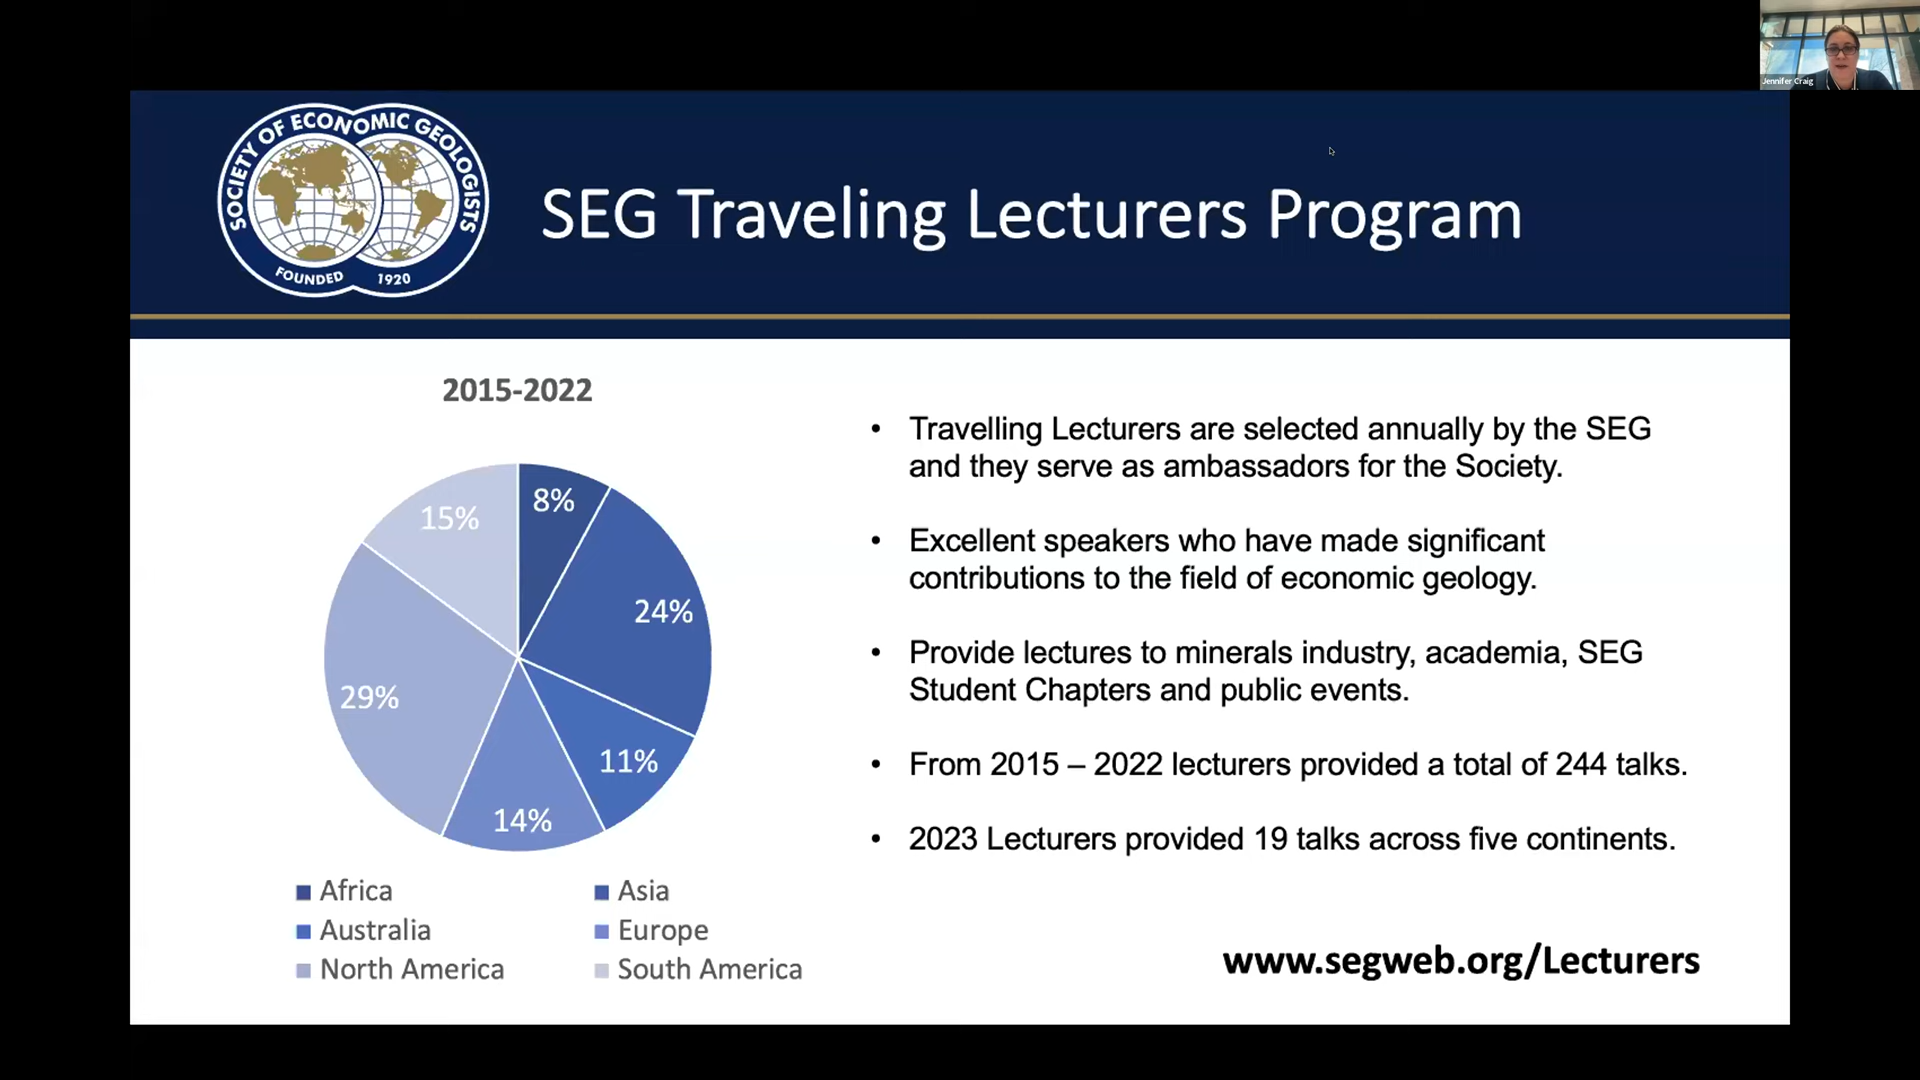 Jennifer Craig
SOCIETY OF ECONOMIC GEOLOGISTS
FOUNDED 1920
SEG Traveling Lecturers Program
2015-2022
8%
24%
11%
14%
29%
15%
Africa
Asia
Australia
Europe
North America
South America
• Travelling Lecturers are selected annually by the SEG
and they serve as ambassadors for the Society.
• Excellent speakers who have made significant
contributions to the field of economic geology.
• Provide lectures to minerals industry, academia, SEG
Student Chapters and public events.
• From 2015 – 2022 lecturers provided a total of 244 talks.
• 2023 Lecturers provided 19 talks across five continents.
www.segweb.org/Lecturers